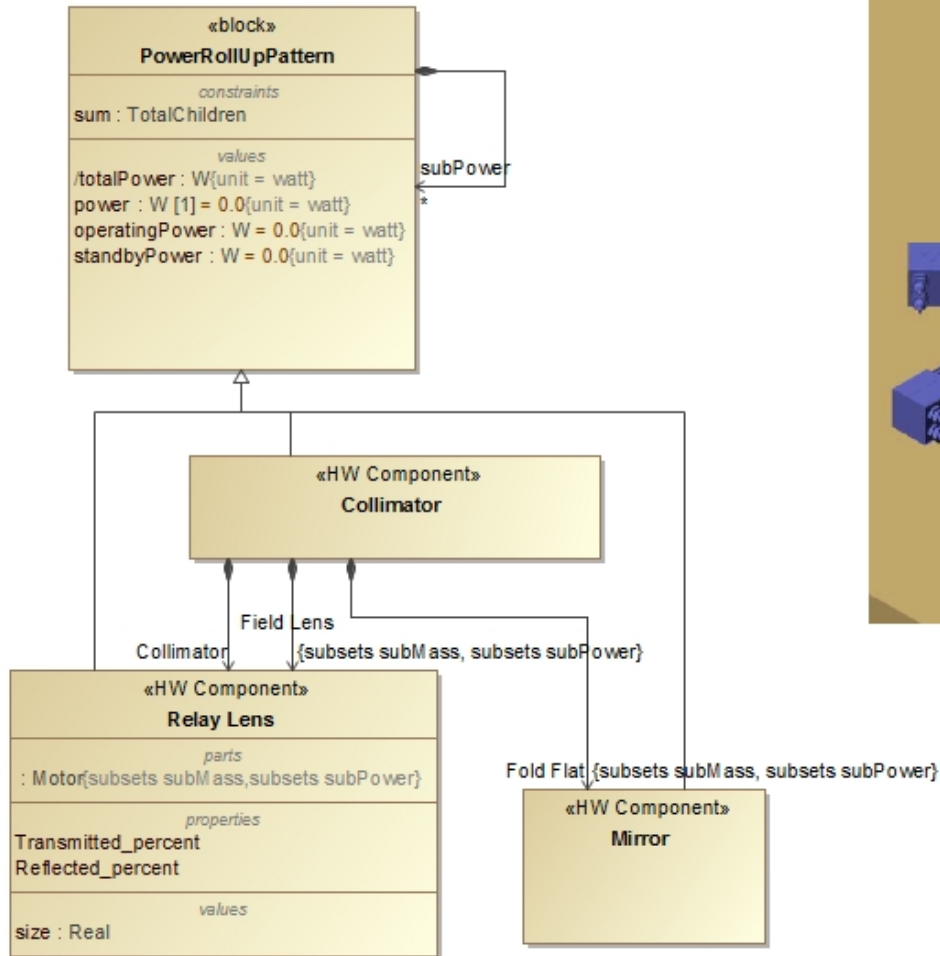 «block»
PowerRollUpPattern
constraints
sum : TotalChildren
values
/totalPower : W{unit = watt}
power : W [1] = 0.0{unit = watt}
operatingPower : W = 0.0{unit = watt}
standbyPower : W = 0.0{unit = watt}
subPower
*
«HW Component»
Collimator
Field Lens
Collimator
{subsets subMass, subsets subPower}
«HW Component»
Relay Lens
parts
: Motor{subsets subMass,subsets subPower}
properties
Transmitted_percent
Reflected_percent
values
size : Real
Fold Flat {subsets subMass, subsets subPower}
«HW Component»
Mirror